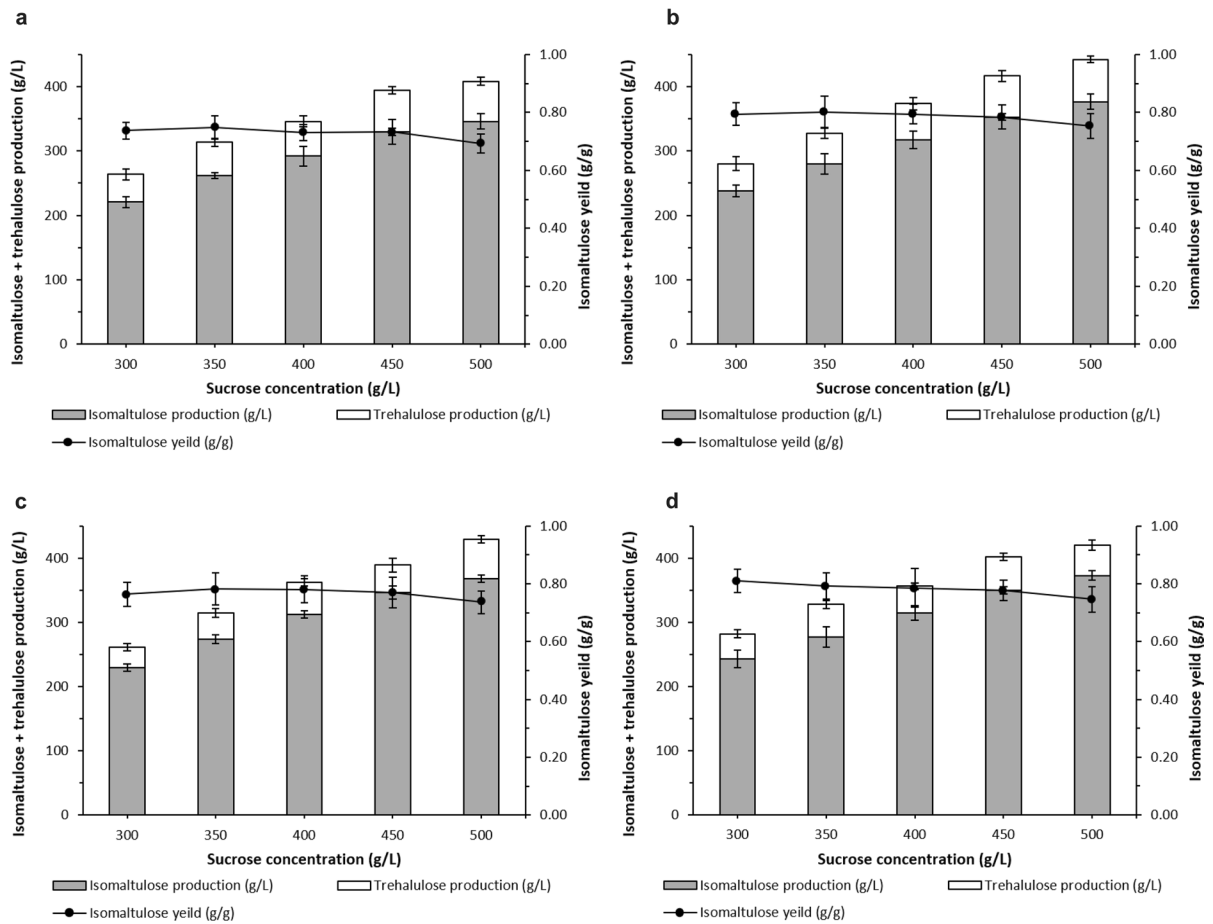 a
Isomaltulose + trehalulose production (g/L)
400
300
200
100
0
1.00
0.80
0.60
0.40
0.20
0.00
Isomaltulose yeild (g/g)
300 350 400 450 500
Sucrose concentration (g/L)
Isomaltulose production (g/L) Trehalulose production (g/L)
Isomaltulose yeild (g/g)
b
Isomaltulose + trehalulose production (g/L)
400
300
200
100
0
1.00
0.80
0.60
0.40
0.20
0.00
Isomaltulose yeild (g/g)
300 350 400 450 500
Sucrose concentration (g/L)
Isomaltulose production (g/L) Trehalulose production (g/L)
Isomaltulose yeild (g/g)
c
Isomaltulose + trehalulose production (g/L)
400
300
200
100
0
1.00
0.80
0.60
0.40
0.20
0.00
Isomaltulose yeild (g/g)
300 350 400 450 500
Sucrose concentration (g/L)
Isomaltulose production (g/L) Trehalulose production (g/L)
Isomaltulose yeild (g/g)
d
Isomaltulose + trehalulose production (g/L)
400
300
200
100
0
1.00
0.80
0.60
0.40
0.20
0.00
Isomaltulose yeild (g/g)
300 350 400 450 500
Sucrose concentration (g/L)
Isomaltulose production (g/L) Trehalulose production (g/L)
Isomaltulose yeild (g/g)